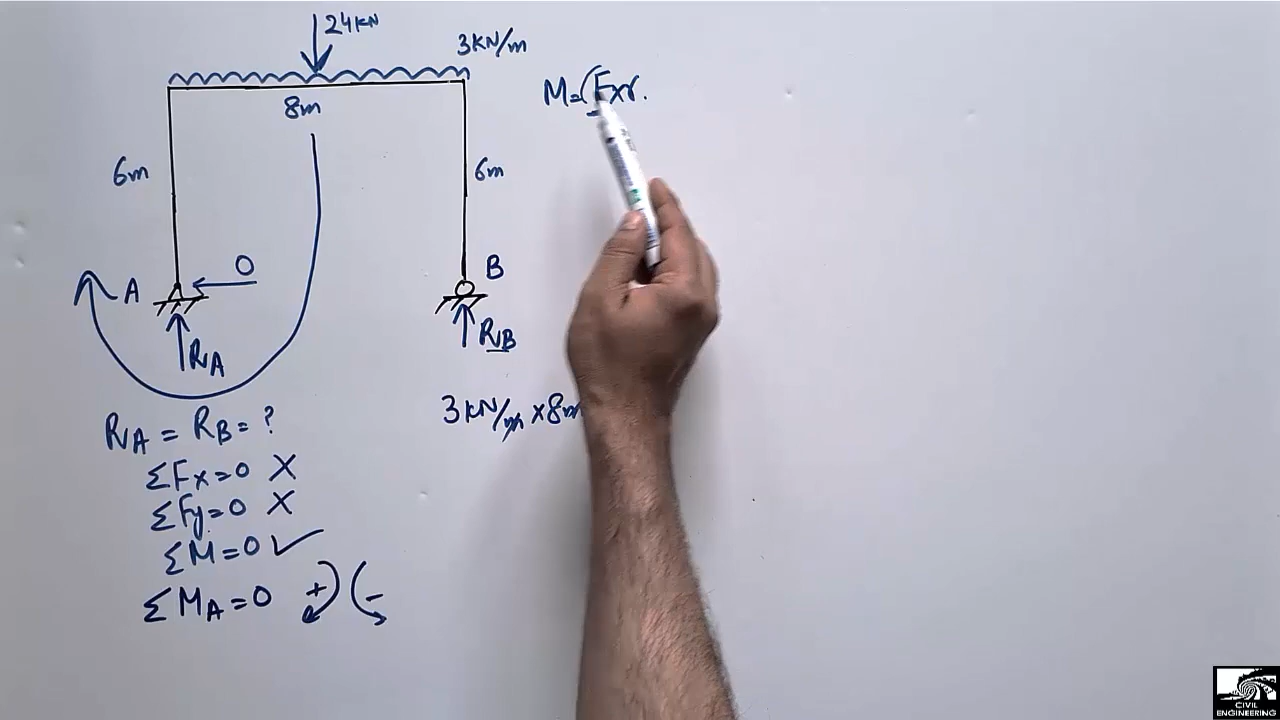 24KN
3KN/m
8m
M=(F×r.
6m
6m
A
0
B
RA
RB
RA = RB = ?
3KN/m ×8m
ΣFx=0 X
ΣFy=0 X
ΣM=0 ✓
ΣMA=0 + -
CIVIL
ENGINEERING